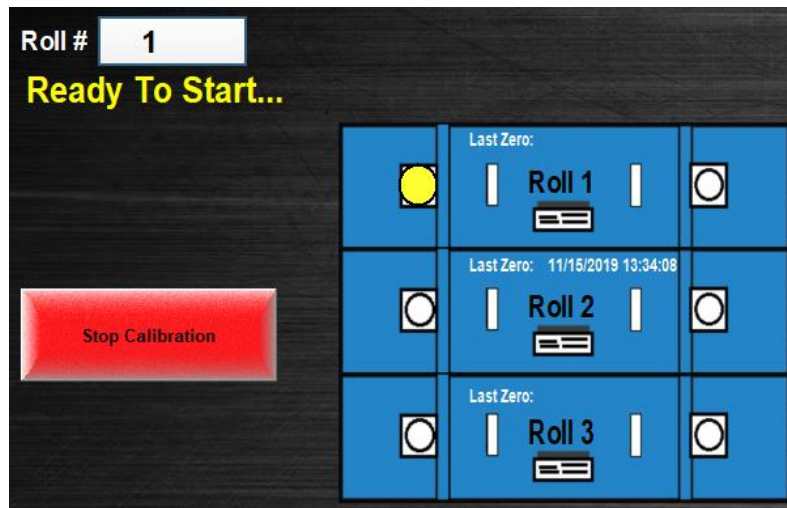 Roll # 1
Ready To Start...
Last Zero:
Roll 1
Last Zero: 11/15/2019 13:34:08
Roll 2
Stop Calibration
Last Zero:
Roll 3